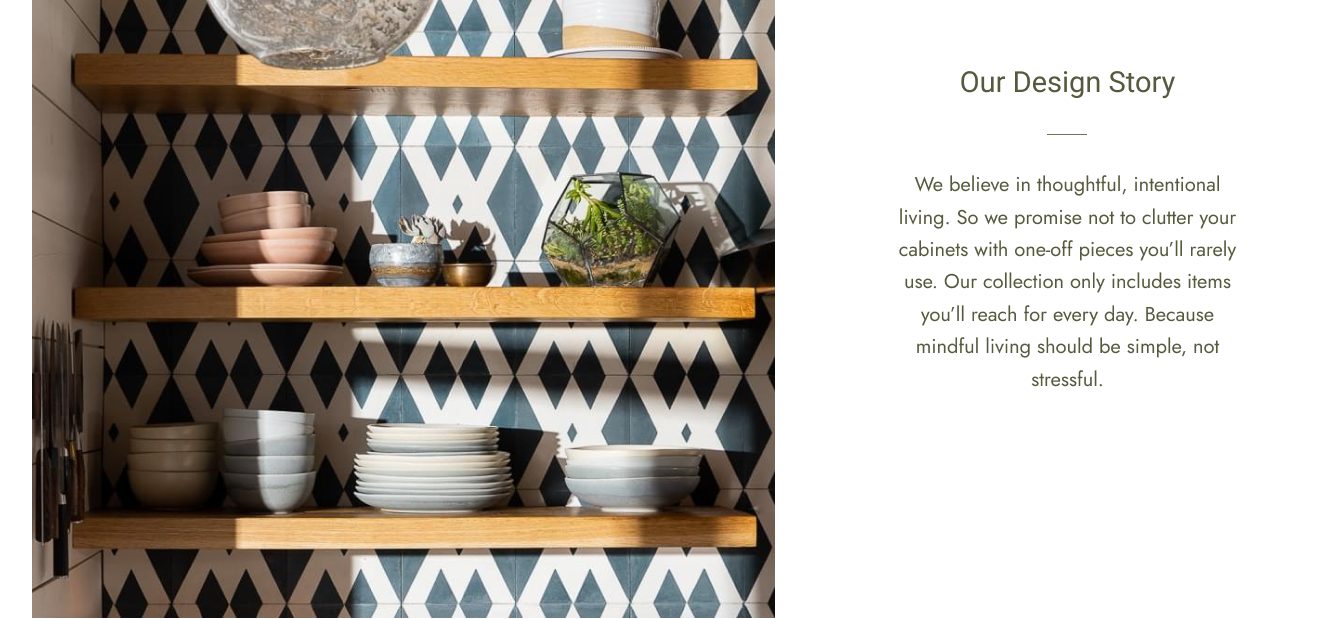 Our Design Story
We believe in thoughtful, intentional
living. So we promise not to clutter your
cabinets with one-off pieces you’ll rarely
use. Our collection only includes items
you’ll reach for every day. Because
mindful living should be simple, not
stressful.